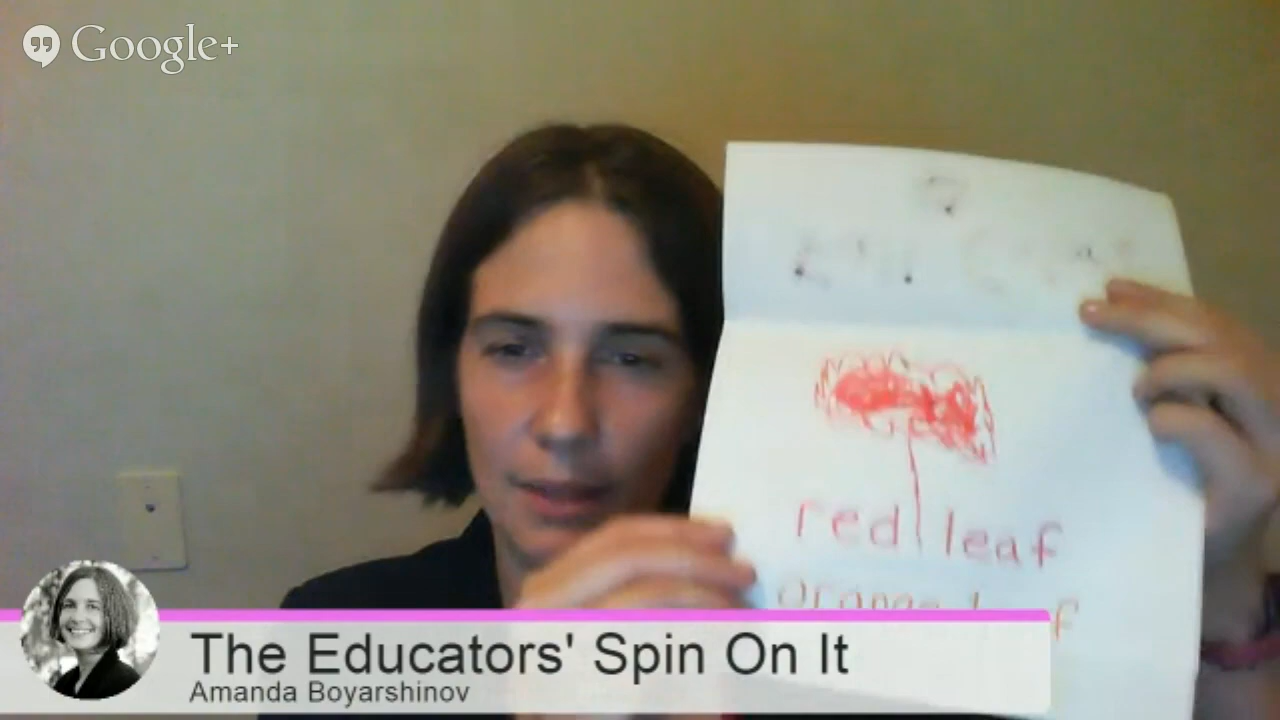 Google+
red leaf
The Educators' Spin On It
Amanda Boyarshinov